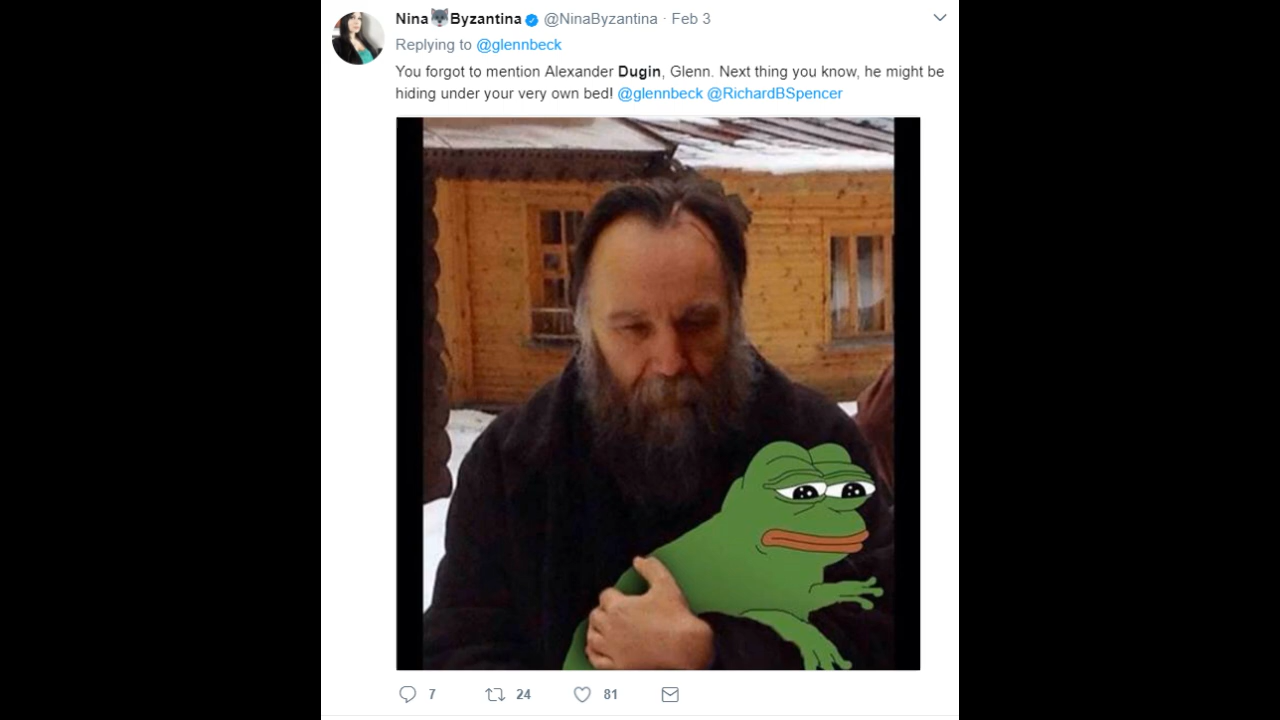 Nina🐺Byzantina @NinaByzantina · Feb 3
Replying to @glennbeck
You forgot to mention Alexander Dugin, Glenn. Next thing you know, he might be
hiding under your very own bed! @glennbeck @RichardBSpencer
7 24 81